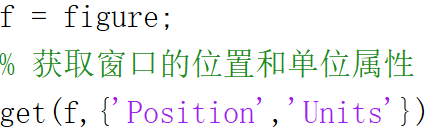 f = figure;
% 获取窗口的位置和单位属性
get(f,{'Position','Units'})